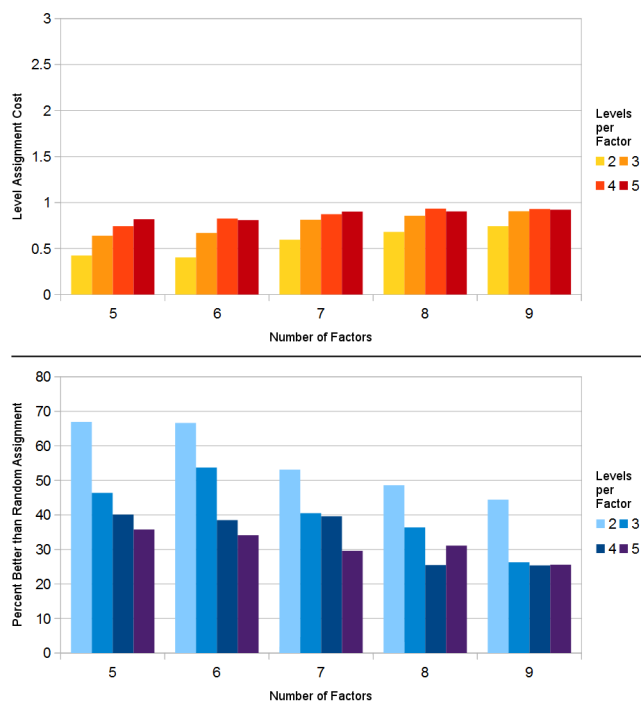 3
2.5
2
1.5
1
0.5
0
Level Assignment Cost
5 6 7 8 9
Number of Factors
Levels
per
Factor
2 3
4 5
80
70
60
50
40
30
20
10
0
Percent Better than Random Assignment
5 6 7 8 9
Number of Factors
Levels
per
Factor
2 3
4 5